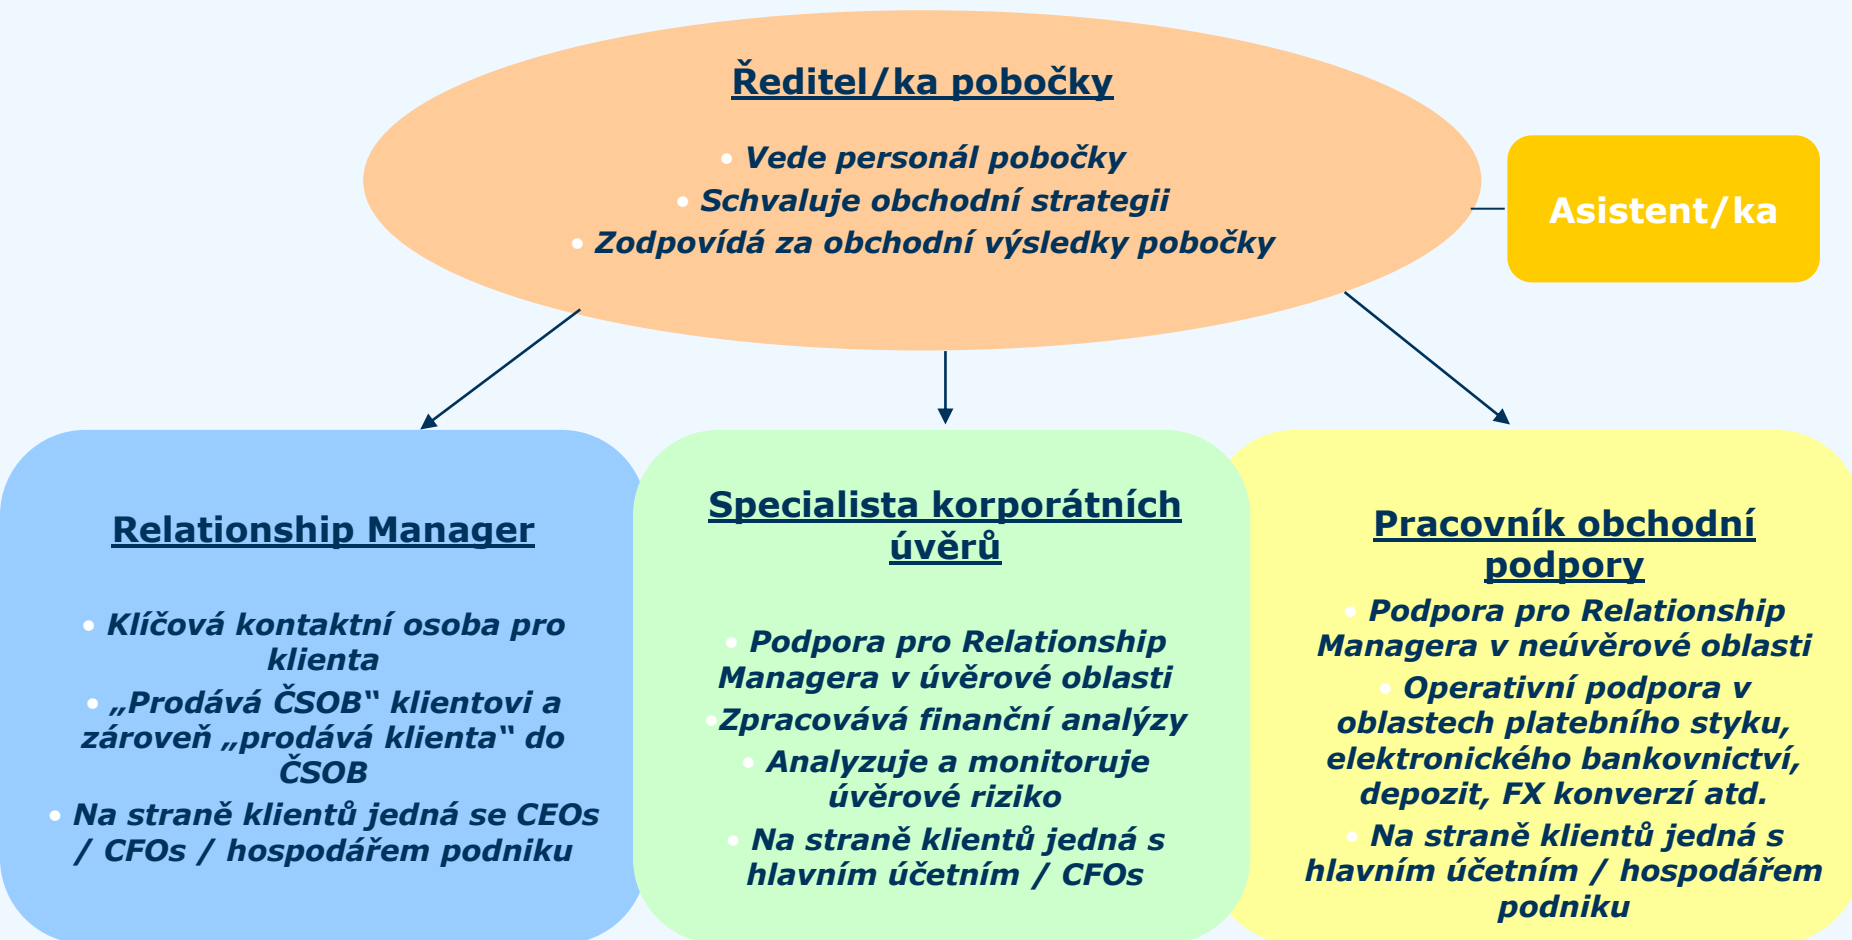 Ředitel/ka pobočky
• Vede personál pobočky
• Schvaluje obchodní strategii
• Zodpovídá za obchodní výsledky pobočky
Asistent/ka
Relationship Manager
• Klíčová kontaktní osoba pro
klienta
• „Prodává ČSOB“ klientovi a
zároveň „prodává klienta“ do
ČSOB
• Na straně klientů jedná se CEOs
/ CFOs / hospodářem podniku
Specialista korporátních
úvěrů
• Podpora pro Relationship
Managera v úvěrové oblasti
•Zpracovává finanční analýzy
• Analyzuje a monitoruje
úvěrové riziko
• Na straně klientů jedná s
hlavním účetním / CFOs
Pracovník obchodní
podpory
• Podpora pro Relationship
Managera v neúvěrové oblasti
• Operativní podpora v
oblastech platebního styku,
elektronického bankovnictví,
depozit, FX konverzí atd.
• Na straně klientů jedná s
hlavním účetním / hospodářem
podniku